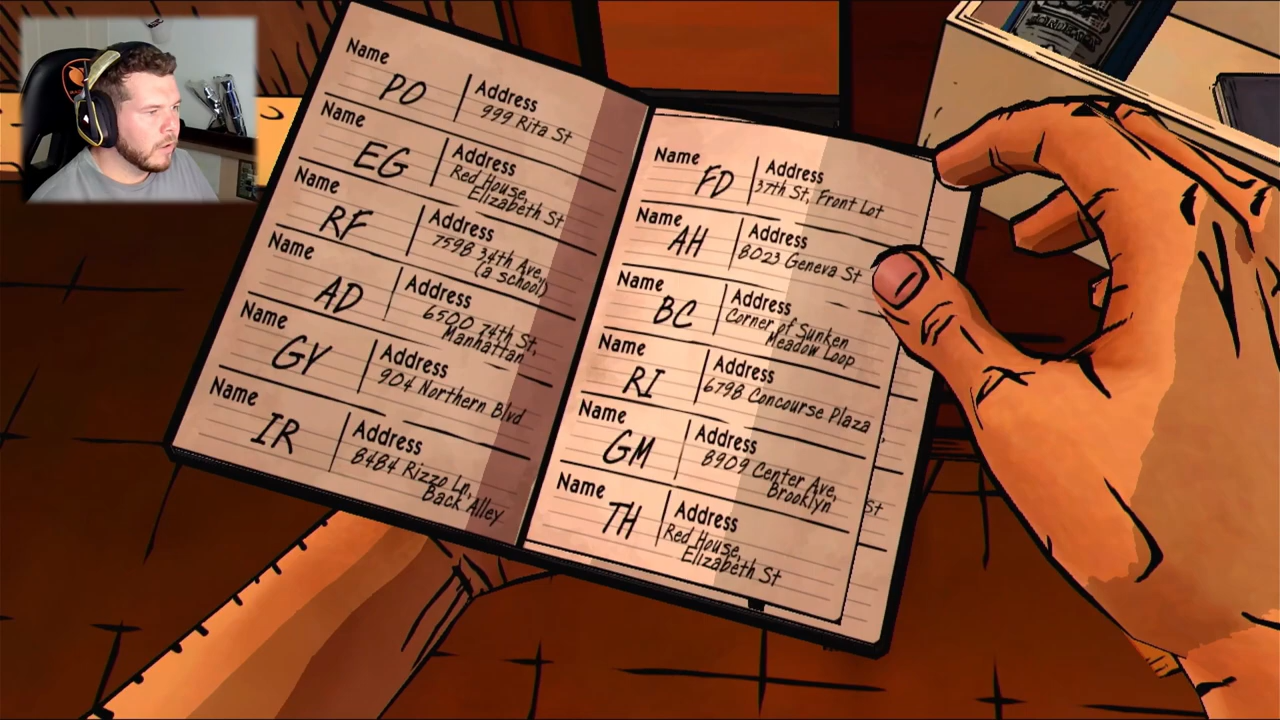 Name
PO
Address
999 Rita St
Name
EG
Address
Red House,
Elizabeth St
Name
RF
Address
7598 34th Ave,
(a school)
Name
AD
Address
6500 74th St,
Manhattan
Name
GY
Address
904 Northern Blvd
Name
IR
Address
8484 Rizzo Ln,
Back Alley
Name
FD
Address
37th St, Front Lot
Name
AH
Address
8023 Geneva St
Name
BC
Address
Corner of Sunken
Meadow Loop
Name
RI
Address
6798 Concourse Plaza
Name
GM
Address
8909 Center Ave,
Brooklyn
Name
TH
Address
Red House,
Elizabeth St
St